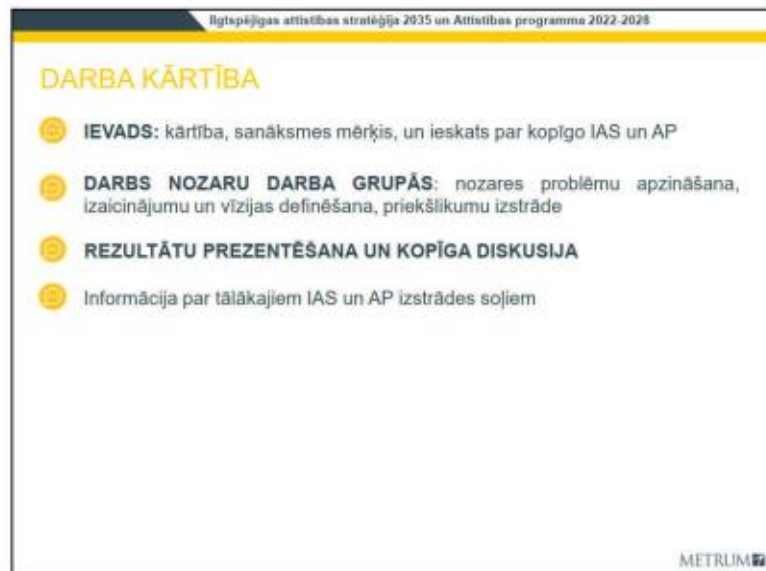 Ilgtspējīgas attīstības stratēģija 2035 un Attīstības programma 2022-2028
DARBA KĀRTĪBA
IEVADS: kārtība, sanāksmes mērķis, un ieskats par kopīgo IAS un AP
DARBS NOZARU DARBA GRUPĀS: nozares problēmu apzināšana,
izaicinājumu un vīzijas definēšana, priekšlikumu izstrāde
REZULTĀTU PREZENTĒŠANA UN KOPĪGA DISKUSIJA
Informācija par tālākajiem IAS un AP izstrādes soļiem
METRUM